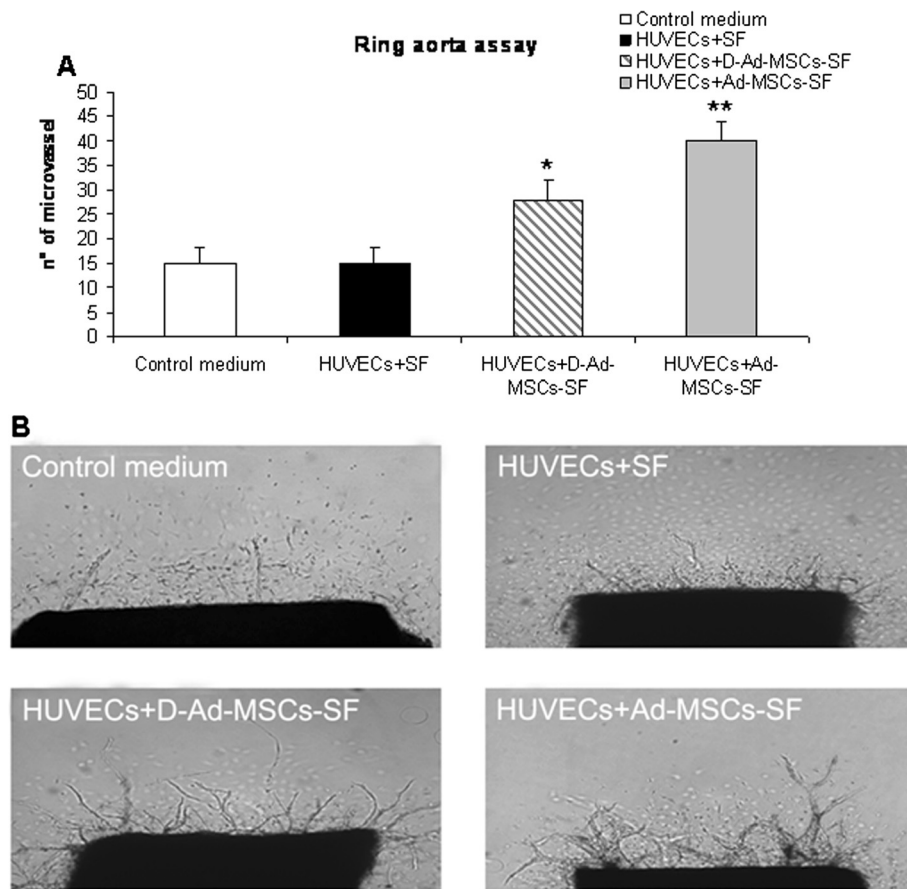 Control medium
HUVECs+SF
HUVECs+D-Ad-MSCs-SF
HUVECs+Ad-MSCs-SF
Ring aorta assay
A
n° of microvassel
50
45
40
35
30
25
20
15
10
5
0
*
**
Control medium
HUVECs+SF
HUVECs+D-Ad-
MSCs-SF
HUVECs+Ad-
MSCs-SF
B
Control medium
HUVECs+SF
HUVECs+D-Ad-MSCs-SF
HUVECs+Ad-MSCs-SF